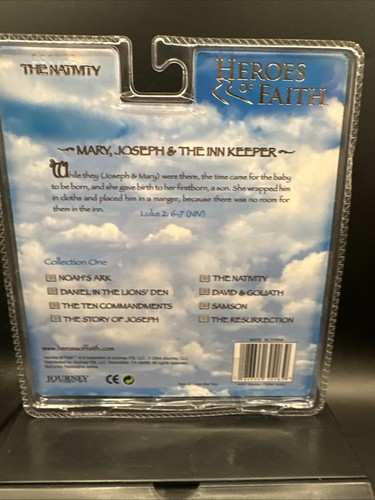 THE NATIVITY
HEROES
OF FAITH
MARY, JOSEPH & THE INN KEEPER
While they (Joseph & Mary) were there, the time came for the baby
to be born, and she gave birth to her firstborn, a son. She wrapped him
in cloths and placed him in a manger, because there was no room for
them in the inn.
Luke 2: 6-7 (NIV)
Collection One
NOAH'S ARK
DANIEL IN THE LIONS' DEN
THE TEN COMMANDMENTS
THE STORY OF JOSEPH
THE NATIVITY
DAVID & GOLIATH
SAMSON
THE RESURRECTION
www.heroesoffaith.com
MADE IN CHINA
JOURNEY
CE